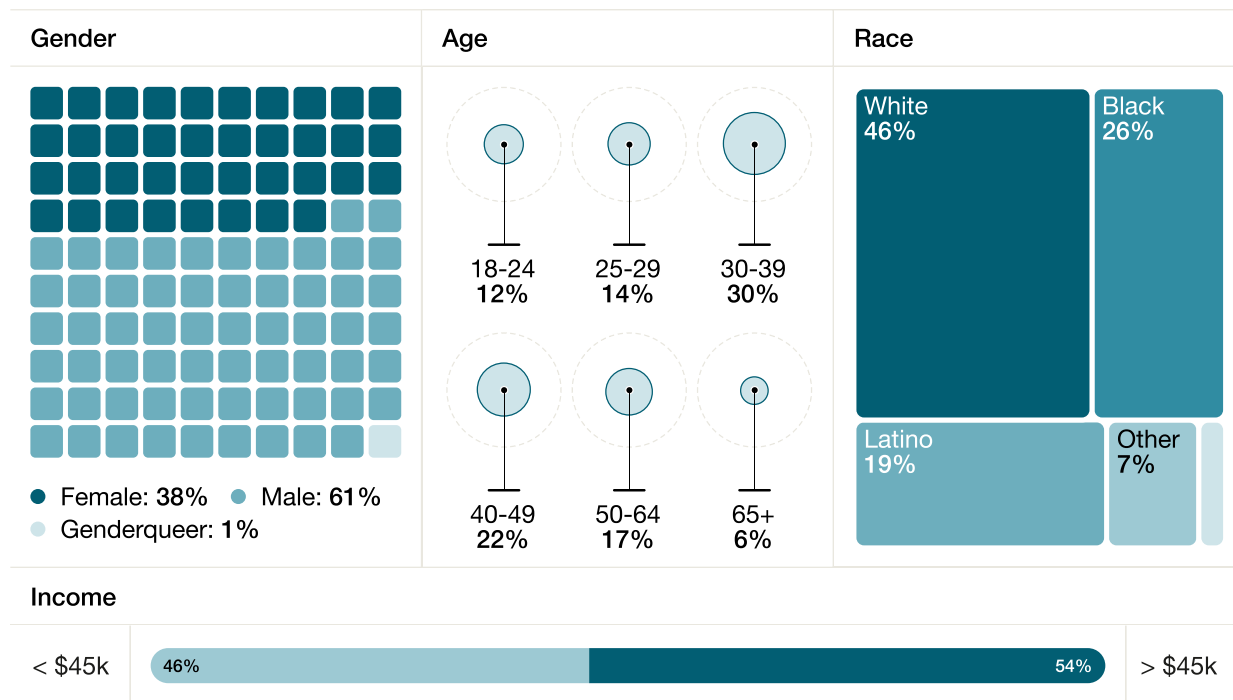 Gender
Female: 38% Male: 61%
Genderqueer: 1%
Age
18-24 25-29 30-39
12% 14% 30%
40-49 50-64 65+
22% 17% 6%
Race
White Black
46% 26%
Latino Other
19% 7%
Income
< $45k 46% 54% > $45k